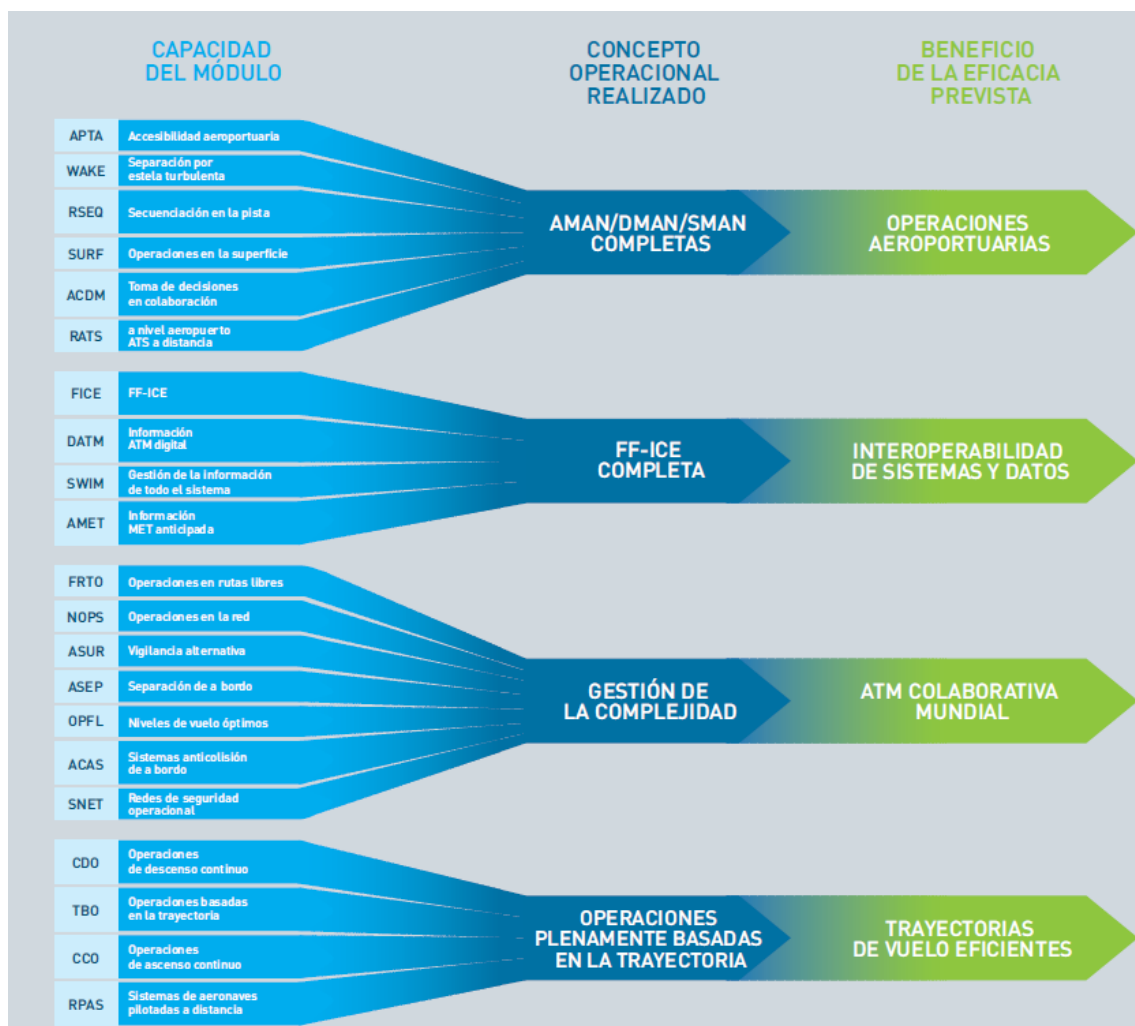 CAPACIDAD
DEL MÓDULO
CONCEPTO
OPERACIONAL
REALIZADO
BENEFICIO
DE LA EFICACIA
PREVISTA
APTA
Accesibilidad aeroportuaria
WAKE
Separación por
estela turbulenta
RSEQ
Secuenciación en la pista
SURF
Operaciones en la superficie
ACDM
Toma de decisiones
en colaboración
RATS
a nivel aeropuerto
ATS a distancia
AMAN/DMAN/SMAN
COMPLETAS
OPERACIONES
AEROPORTUARIAS
FICE
FF-ICE
DATM
Información
ATM digital
SWIM
Gestión de la información
de todo el sistema
AMET
Información
MET anticipada
FF-ICE
COMPLETA
INTEROPERABILIDAD
DE SISTEMAS Y DATOS
FRTO
Operaciones en rutas libres
NOPS
Operaciones en la red
ASUR
Vigilancia alternativa
ASEP
Separación de a bordo
OPFL
Niveles de vuelo óptimos
ACAS
Sistemas anticolisión
de a bordo
SNET
Redes de seguridad
operacional
GESTIÓN DE
LA COMPLEJIDAD
ATM COLABORATIVA
MUNDIAL
CDO
Operaciones
de descenso continuo
TBO
Operaciones basadas
en la trayectoria
CCO
Operaciones
de ascenso continuo
RPAS
Sistemas de aeronaves
pilotadas a distancia
OPERACIONES
PLENAMENTE BASADAS
EN LA TRAYECTORIA
TRAYECTORIAS
DE VUELO EFICIENTES